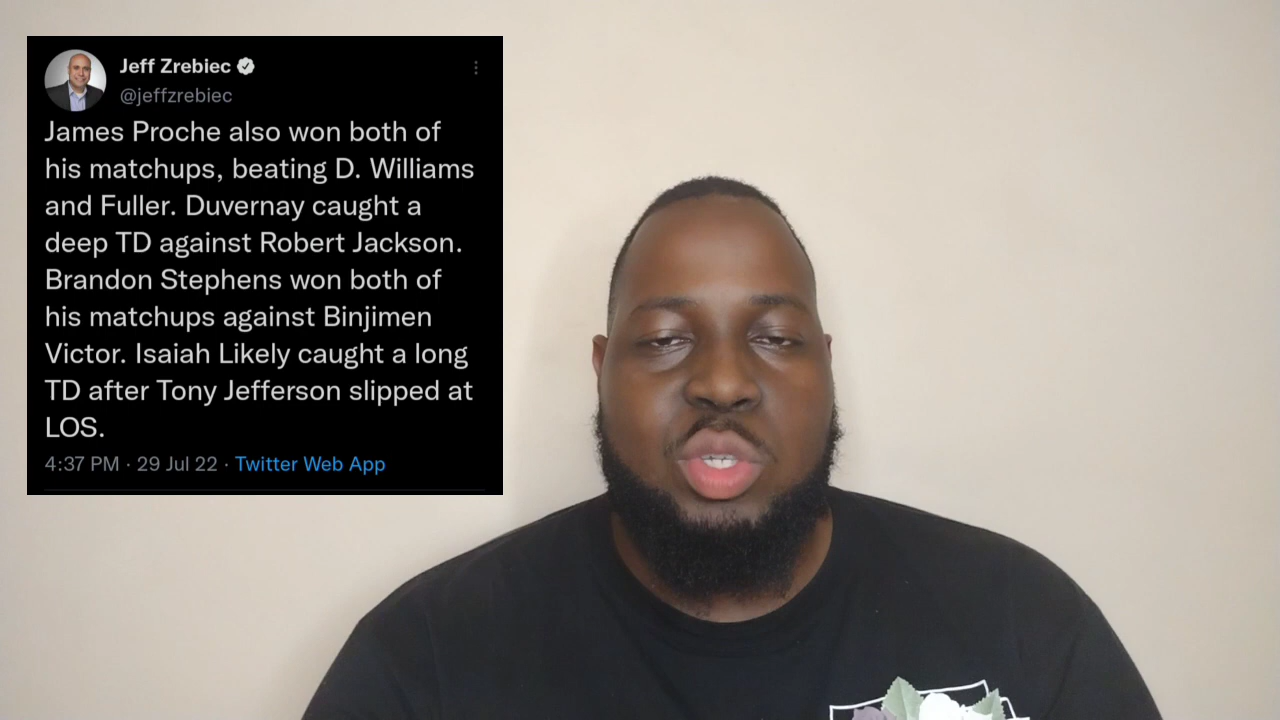 Jeff Zrebiec
@jeffzrebiec
James Proche also won both of
his matchups, beating D. Williams
and Fuller. Duvernay caught a
deep TD against Robert Jackson.
Brandon Stephens won both of
his matchups against Binjimen
Victor. Isaiah Likely caught a long
TD after Tony Jefferson slipped at
LOS.
4:37 PM · 29 Jul 22 · Twitter Web App